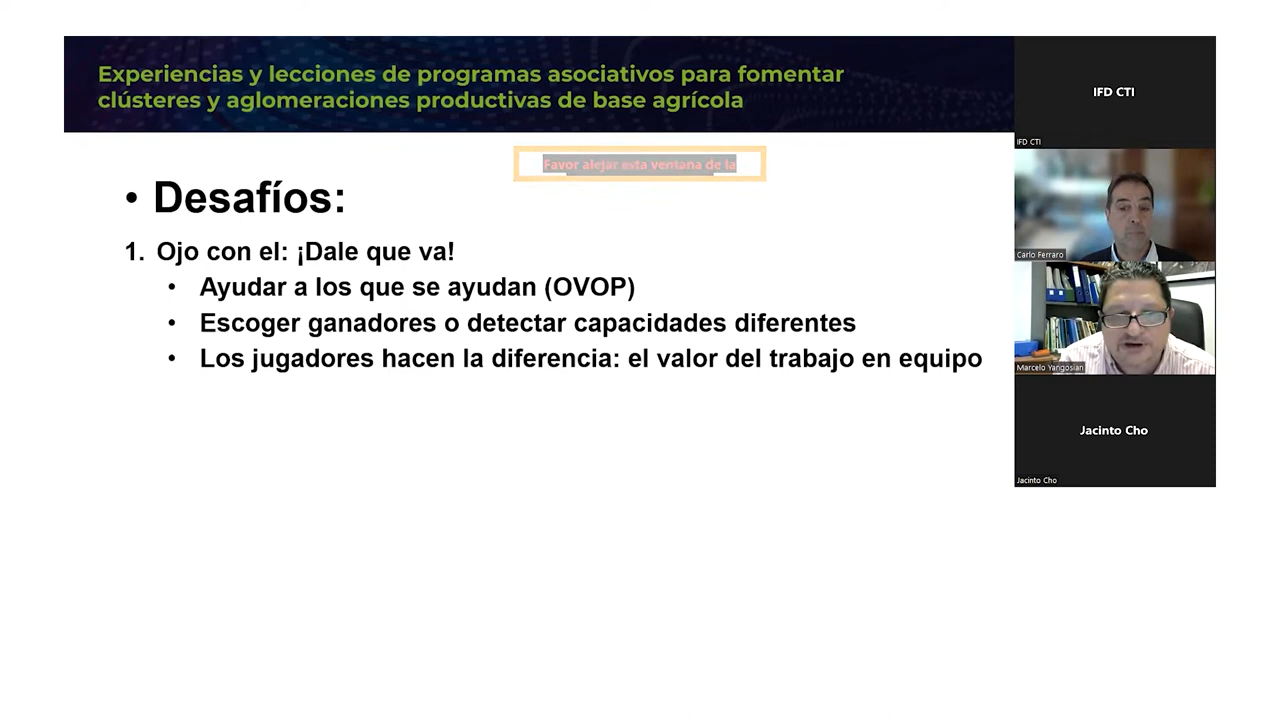 Experiencias y lecciones de programas asociativos para fomentar
clústeres y aglomeraciones productivas de base agrícola
Favor alejar esta ventana de la
• Desafíos:
1. Ojo con el: ¡Dale que va!
• Ayudar a los que se ayudan (OVOP)
• Escoger ganadores o detectar capacidades diferentes
• Los jugadores hacen la diferencia: el valor del trabajo en equipo
IFD CTI
IFD CTI
Carlo Ferraro
Marcelo Yangosian
Jacinto Cho
Jacinto Cho